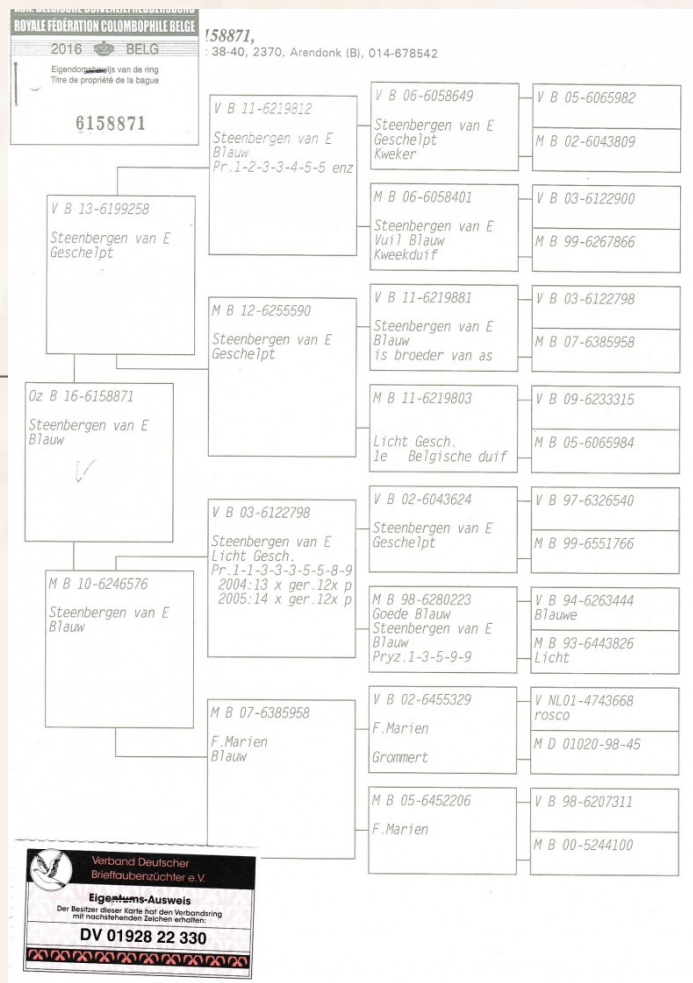 ROYALE FÉDÉRATION COLOMBOPHILE BELGE
2016 BELG
Eigendomsbewijs van de ring
Titre de propriété de la bague
6158871
158871,
: 38-40, 2370, Arendonk (B), 014-678542
V B 13-6199258
Steenbergen van E
Geschelpt
Oz B 16-6158871
Steenbergen van E
Blauw
M B 10-6246576
Steenbergen van E
Blauw
V B 11-6219812
Steenbergen van E
Blauw
Pr.1-2-3-3-4-5-5 enz
M B 12-6255590
Steenbergen van E
Geschelpt
V B 03-6122798
Steenbergen van E
Licht Gesch.
Pr.1-1-3-3-3-5-5-8-9
2004:13 x ger.12x p
2005:14 x ger.12x p
M B 07-6385958
F.Marien
Blauw
V B 06-6058649
Steenbergen van E
Geschelpt
Kweker
M B 06-6058401
Steenbergen van E
Vuil Blauw
Kweekduif
V B 11-6219881
Steenbergen van E
Blauw
is broeder van as
M B 11-6219803
Licht Gesch.
1e Belgische duif
V B 02-6043624
Steenbergen van E
Geschelpt
M B 98-6280223
Goede Blauw
Steenbergen van E
Blauw
Pryz.1-3-5-9-9
V B 02-6455329
F.Marien
Grommert
M B 05-6452206
F.Marien
V B 05-6065982
M B 02-6043809
V B 03-6122900
M B 99-6267866
V B 03-6122798
M B 07-6385958
V B 09-6233315
M B 05-6065984
V B 97-6326540
M B 99-6551766
V B 94-6263444
Blauwe
M B 93-6443826
Licht
V NL01-4743668
rosco
M D 01020-98-45
V B 98-6207311
M B 00-5244100
Verband Deutscher
Brieftaubenzüchter e.V.
Eigentums-Ausweis
Der Besitzer dieser Karte hat den Verbandsring
mit nachstehenden Zeichen erhalten:
DV 01928 22 330